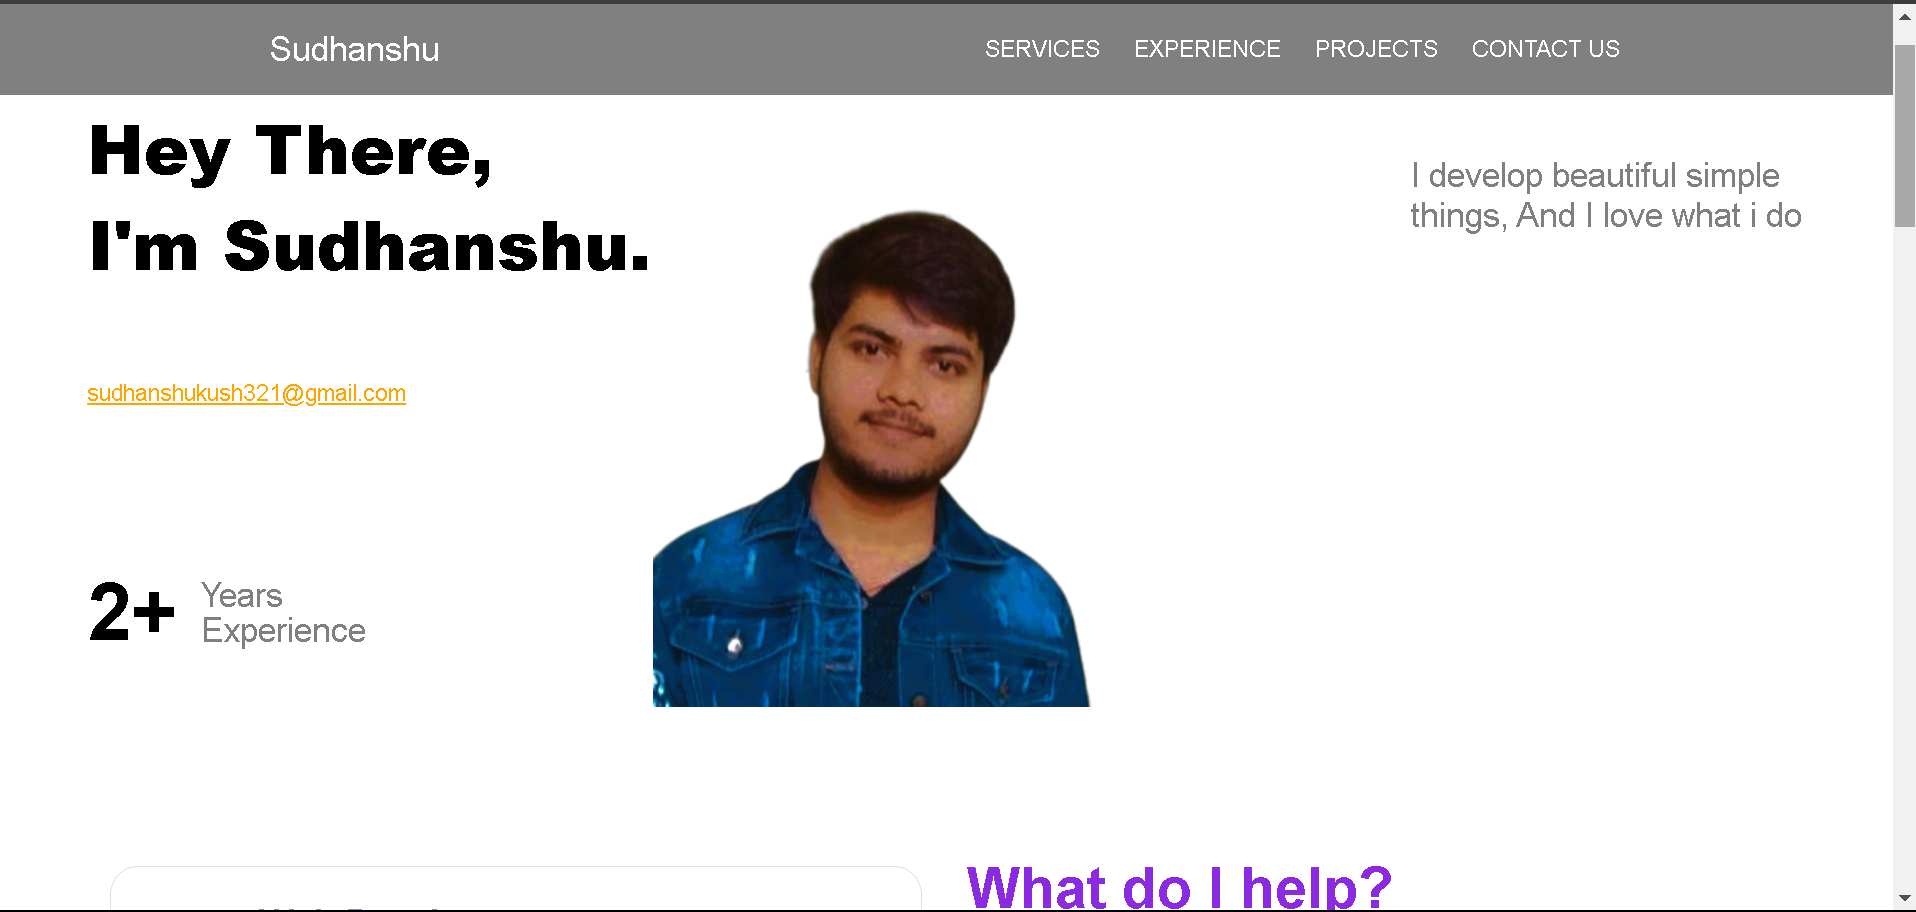 Sudhanshu
SERVICES EXPERIENCE PROJECTS CONTACT US
Hey There,
I'm Sudhanshu.
I develop beautiful simple
things, And I love what i do
sudhanshukush321@gmail.com
2+
Years
Experience
What do I help?